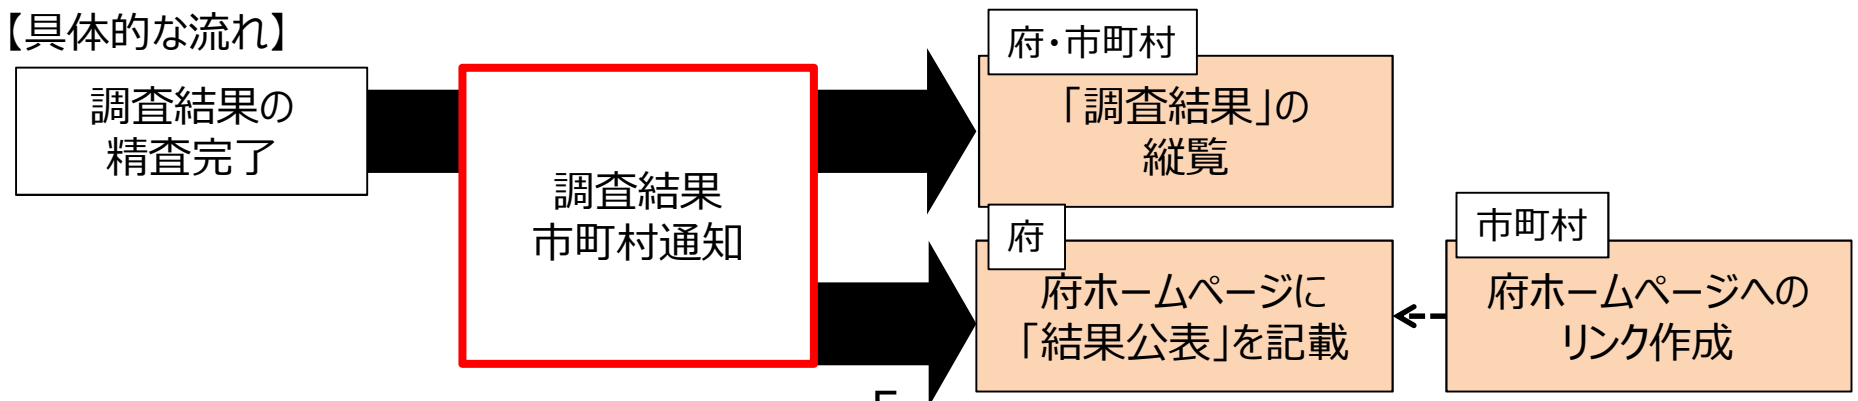 【具体的な流れ】
調査結果の
精査完了
調査結果
市町村通知
府・市町村
「調査結果」の
縦覧
府
府ホームページに
「結果公表」を記載
市町村
府ホームページへの
リンク作成